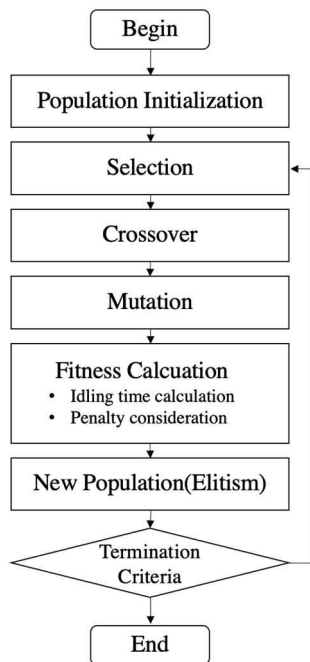 Begin
Population Initialization
Selection
Crossover
Mutation
Fitness Calcuation
• Idling time calculation
• Penalty consideration
New Population(Elitism)
Termination
Criteria
End